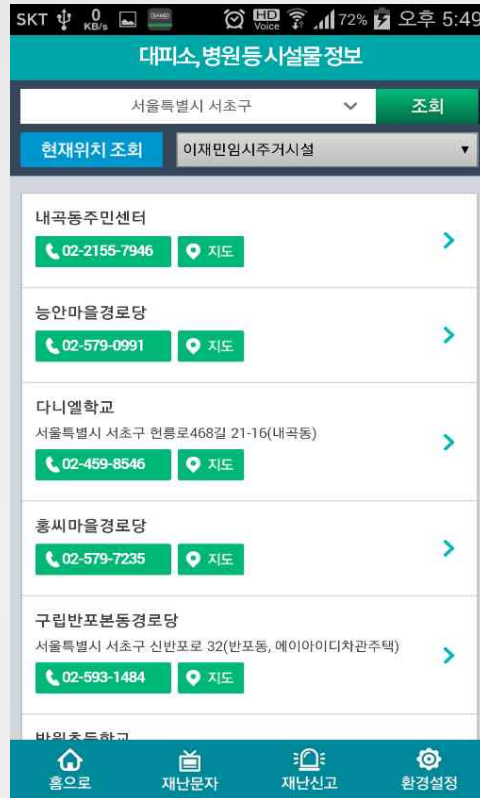 SKT 0 KB/s HD Voice 72% 오후 5:49
대피소,병원등시설물정보
서울특별시 서초구 조회
현재위치 조회 이재민임시주거시설
내곡동주민센터
02-2155-7946 지도
능안마을경로당
02-579-0991 지도
다니엘학교
서울특별시 서초구 헌릉로468길 21-16(내곡동)
02-459-8546 지도
홍씨마을경로당
02-579-7235 지도
구립반포본동경로당
서울특별시 서초구 신반포로 32(반포동, 에이아이디차관주택)
02-593-1484 지도
홈으로 재난문자 재난신고 환경설정